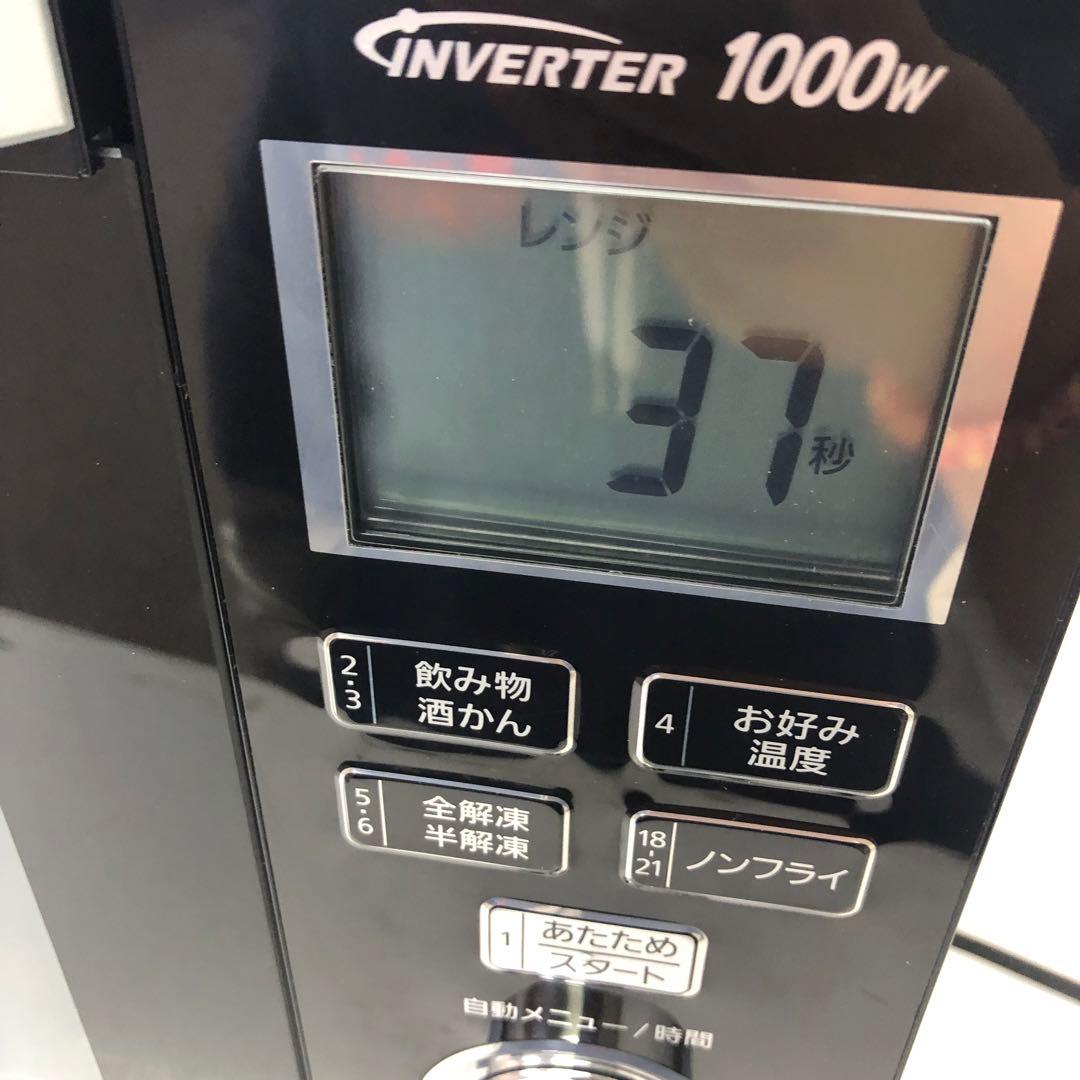 INVERTER 1000W
レンジ
37秒
2・3
飲み物
酒かん
4
お好み
温度
5・6
全解凍
半解凍
18-21
ノンフライ
1
あたため
スタート
自動メニュー/時間